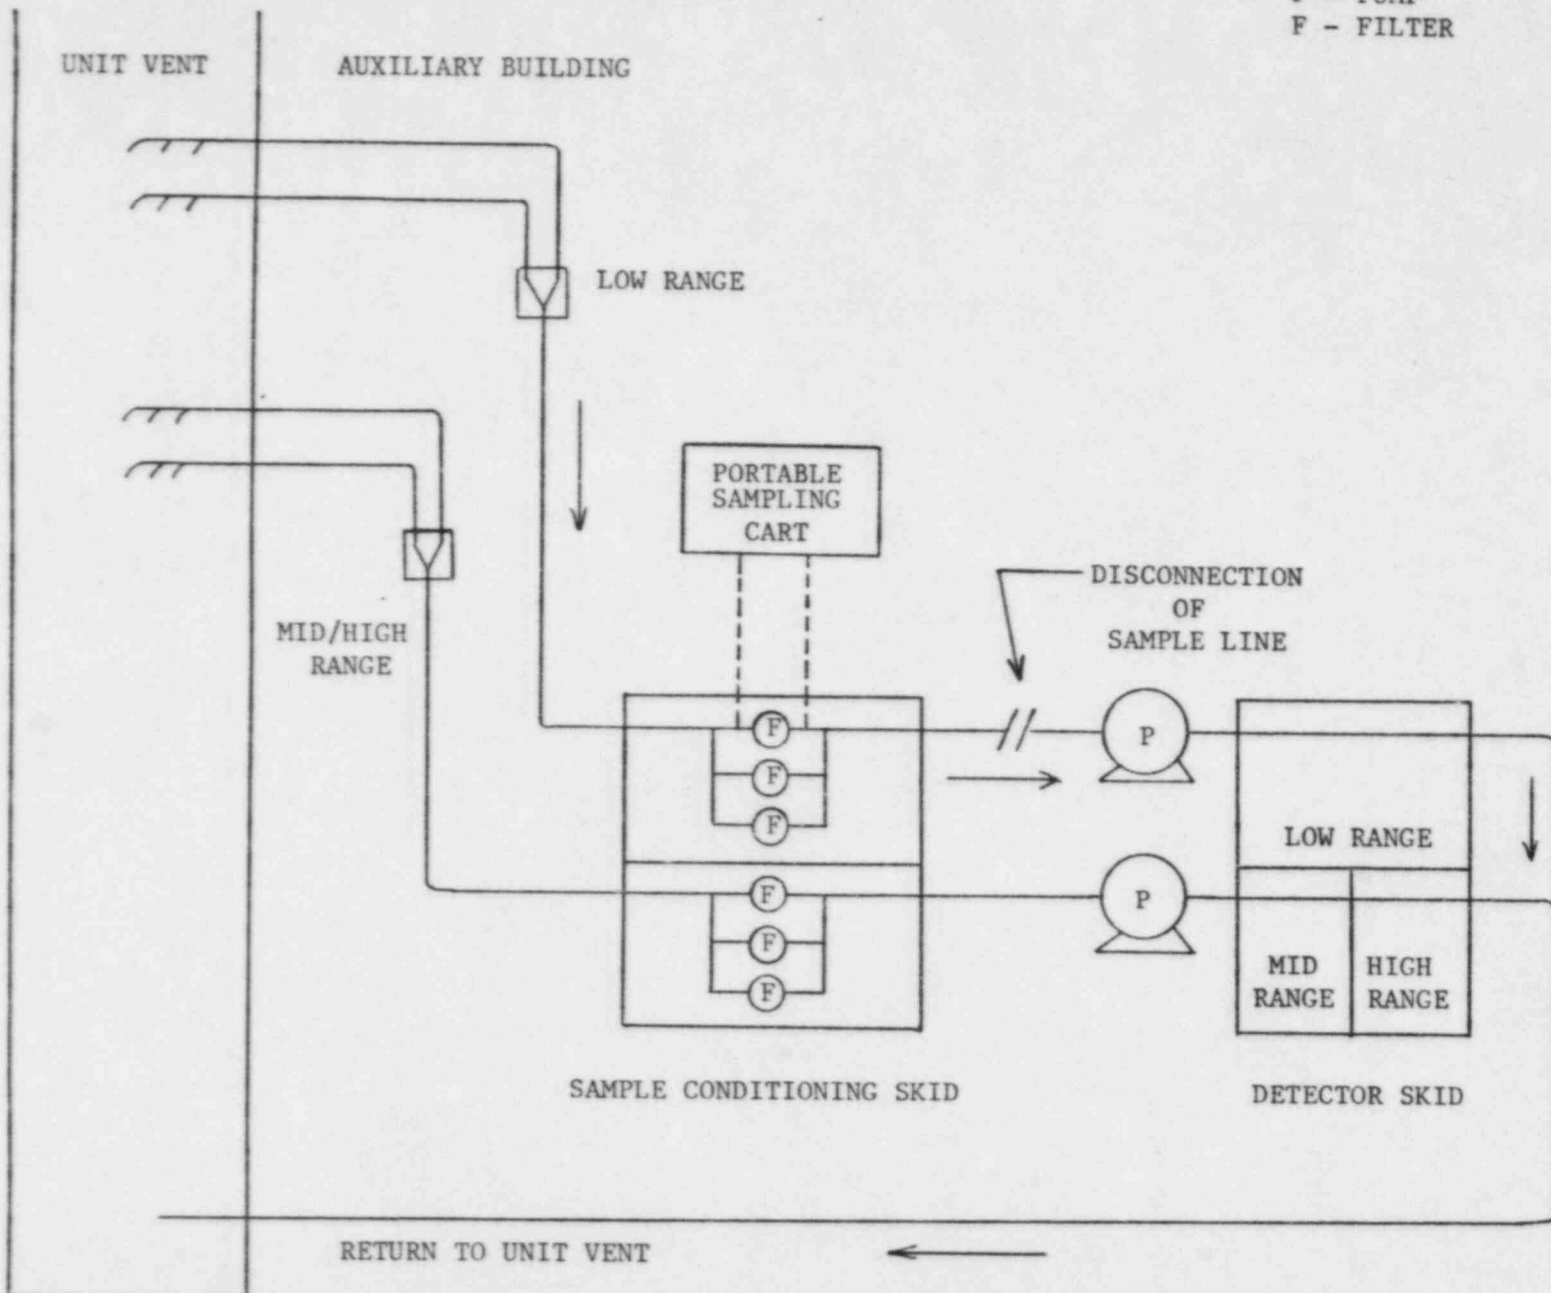 F - FILTER
UNIT VENT
AUXILIARY BUILDING
LOW RANGE
PORTABLE
SAMPLING
CART
MID/HIGH
RANGE
DISCONNECTION
OF
SAMPLE LINE
F
F
F
P
LOW RANGE
F
F
F
P
MID
RANGE
HIGH
RANGE
SAMPLE CONDITIONING SKID
DETECTOR SKID
RETURN TO UNIT VENT